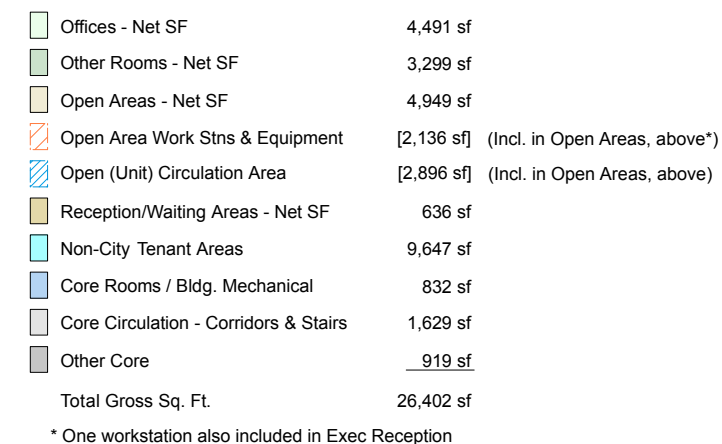 Offices - Net SF 4,491 sf
Other Rooms - Net SF 3,299 sf
Open Areas - Net SF 4,949 sf
Open Area Work Stns & Equipment [2,136 sf] (Incl. in Open Areas, above*)
Open (Unit) Circulation Area [2,896 sf] (Incl. in Open Areas, above)
Reception/Waiting Areas - Net SF 636 sf
Non-City Tenant Areas 9,647 sf
Core Rooms / Bldg. Mechanical 832 sf
Core Circulation - Corridors & Stairs 1,629 sf
Other Core 919 sf
Total Gross Sq. Ft. 26,402 sf
* One workstation also included in Exec Reception